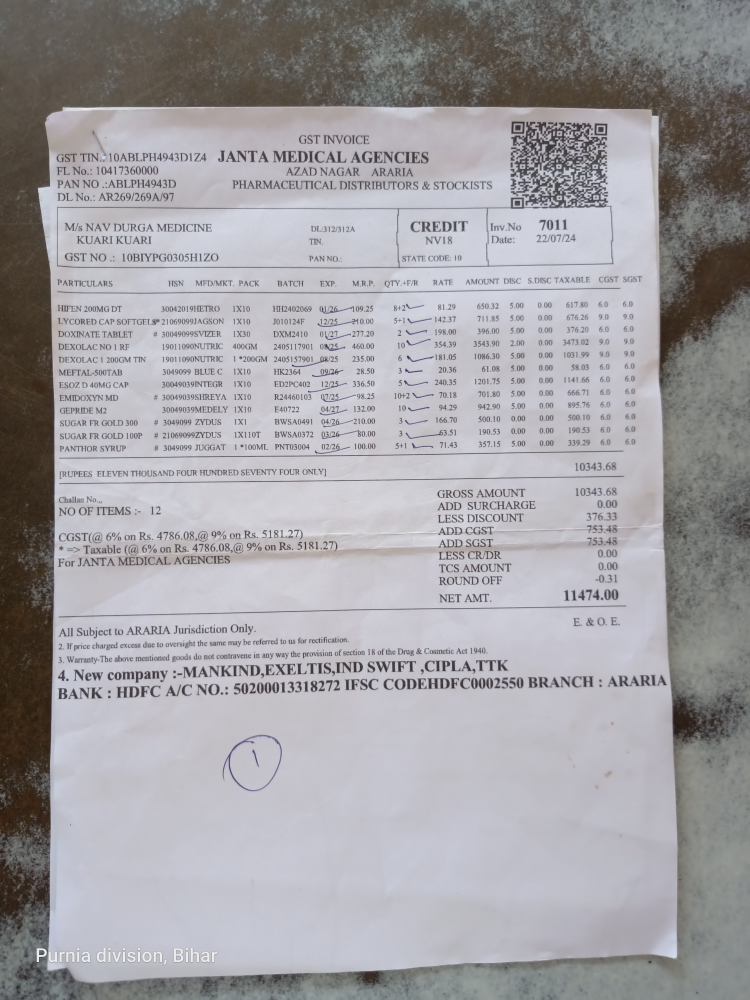 GST INVOICE
GST TIN.: 10ABLPH4943D1Z4 JANTA MEDICAL AGENCIES
FL No.: 10417360000 AZAD NAGAR ARARIA
PAN NO .:ABLPH4943D PHARMACEUTICAL DISTRIBUTORS & STOCKISTS
DL No.: AR269/269A/97
M/s NAV DURGA MEDICINE DL:312/312A CREDIT Inv.No 7011
KUARI KUARI TIN. NV18 Date: 22/07/24
GST NO .: 10BIYPG0305H1ZO PAN NO.: STATE CODE: 10
PARTICULARS HSN MFD/MKT. PACK BATCH EXP. M.R.P. QTY.+F/R RATE AMOUNT DISC S.DISC TAXABLE CGST SGST
HIFEN 200MG DT 30042019HETRO 1X10 HH2402069 01/26 109.25 8+2 81.29 650.32 5.00 0.00 617.80 6.0 6.0
LYCORED CAP SOFTGELS* 21069099JAGSON 1X10 J010124F 12/25 210.00 5+1 142.37 711.85 5.00 0.00 676.26 9.0 9.0
DOXINATE TABLET # 30049099SVIZER 1X30 DXM2410 01/27 277.20 2 198.00 396.00 5.00 0.00 376.20 6.0 6.0
DEXOLAC NO 1 RF 19011090NUTRIC 400GM 2405117901 08/25 460.00 10 354.39 3543.90 2.00 0.00 3473.02 9.0 9.0
DEXOLAC 1 200GM TIN 19011090NUTRIC 1 *200GM 2405157901 08/25 235.00 6 181.05 1086.30 5.00 0.00 1031.99 9.0 9.0
MEFTAL-500TAB 3049099 BLUE C 1X10 HK2364 09/26 28.50 3 20.36 61.08 5.00 0.00 58.03 6.0 6.0
ESOZ D 40MG CAP 30049039INTEGR 1X10 ED2PC402 12/25 336.50 5 240.35 1201.75 5.00 0.00 1141.66 6.0 6.0
EMIDOXYN MD # 30049039SHREYA 1X10 R24460103 07/25 98.25 10+2 70.18 701.80 5.00 0.00 666.71 6.0 6.0
GEPRIDE M2 30049039MEDELY 1X10 E40722 04/27 132.00 10 94.29 942.90 5.00 0.00 895.76 6.0 6.0
SUGAR FR GOLD 300 # 3049099 ZYDUS 1X1 BWSA0491 04/26 210.00 3 166.70 500.10 0.00 0.00 500.10 6.0 6.0
SUGAR FR GOLD 100P # 21069099ZYDUS 1X110T BWSA0372 03/26 80.00 3 63.51 190.53 0.00 0.00 190.53 6.0 6.0
PANTHOR SYRUP # 3049099 JUGGAT 1 *100ML PNT03004 02/26 100.00 5+1 71.43 357.15 5.00 0.00 339.29 6.0 6.0
[RUPEES ELEVEN THOUSAND FOUR HUNDRED SEVENTY FOUR ONLY] 10343.68
Challan No.,,
NO OF ITEMS :- 12
GROSS AMOUNT 10343.68
ADD SURCHARGE 0.00
LESS DISCOUNT 376.33
CGST(@ 6% on Rs. 4786.08,@ 9% on Rs. 5181.27) ADD CGST 753.48
* => Taxable (@ 6% on Rs. 4786.08,@ 9% on Rs. 5181.27) ADD SGST 753.48
For JANTA MEDICAL AGENCIES LESS CR/DR 0.00
TCS AMOUNT 0.00
ROUND OFF -0.31
NET AMT. 11474.00
All Subject to ARARIA Jurisdiction Only. E. & O. E.
2. If price charged excess due to oversight the same may be referred to us for rectification.
3. Warranty-The above mentioned goods do not contravene in any way the provision of section 18 of the Drug & Cosmetic Act 1940.
4. New company :-MANKIND,EXELTIS,IND SWIFT ,CIPLA,TTK
BANK : HDFC A/C NO.: 50200013318272 IFSC CODEHDFC0002550 BRANCH : ARARIA
1
Purnia division, Bihar